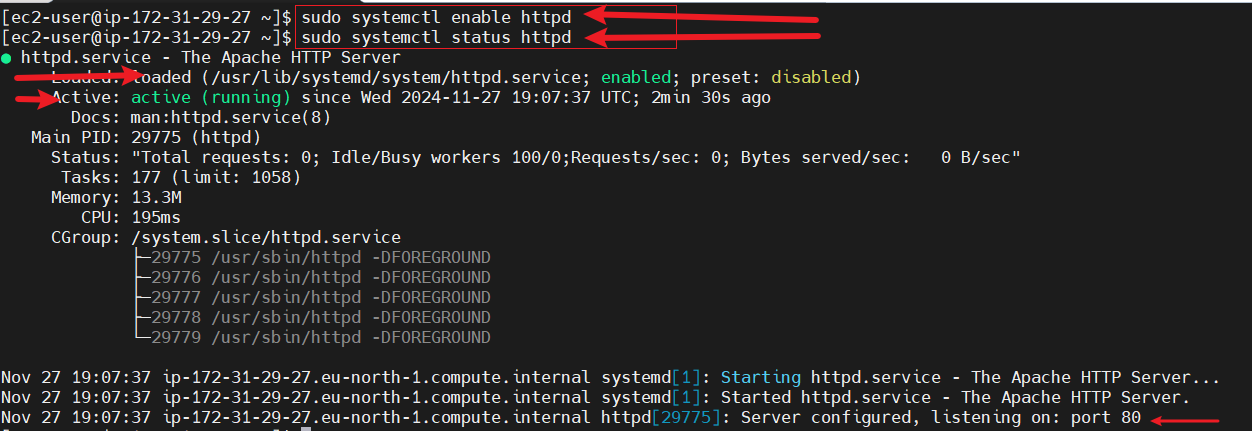 [ec2-user@ip-172-31-29-27 ~]$ sudo systemctl enable httpd
[ec2-user@ip-172-31-29-27 ~]$ sudo systemctl status httpd
● httpd.service - The Apache HTTP Server
Loaded: loaded (/usr/lib/systemd/system/httpd.service; enabled; preset: disabled)
Active: active (running) since Wed 2024-11-27 19:07:37 UTC; 2min 30s ago
Docs: man:httpd.service(8)
Main PID: 29775 (httpd)
Status: "Total requests: 0; Idle/Busy workers 100/0;Requests/sec: 0; Bytes served/sec:   0 B/sec"
Tasks: 177 (limit: 1058)
Memory: 13.3M
CPU: 195ms
CGroup: /system.slice/httpd.service
├─29775 /usr/sbin/httpd -DFOREGROUND
├─29776 /usr/sbin/httpd -DFOREGROUND
├─29777 /usr/sbin/httpd -DFOREGROUND
├─29778 /usr/sbin/httpd -DFOREGROUND
└─29779 /usr/sbin/httpd -DFOREGROUND
Nov 27 19:07:37 ip-172-31-29-27.eu-north-1.compute.internal systemd[1]: Starting httpd.service - The Apache HTTP Server...
Nov 27 19:07:37 ip-172-31-29-27.eu-north-1.compute.internal systemd[1]: Started httpd.service - The Apache HTTP Server.
Nov 27 19:07:37 ip-172-31-29-27.eu-north-1.compute.internal httpd[29775]: Server configured, listening on: port 80